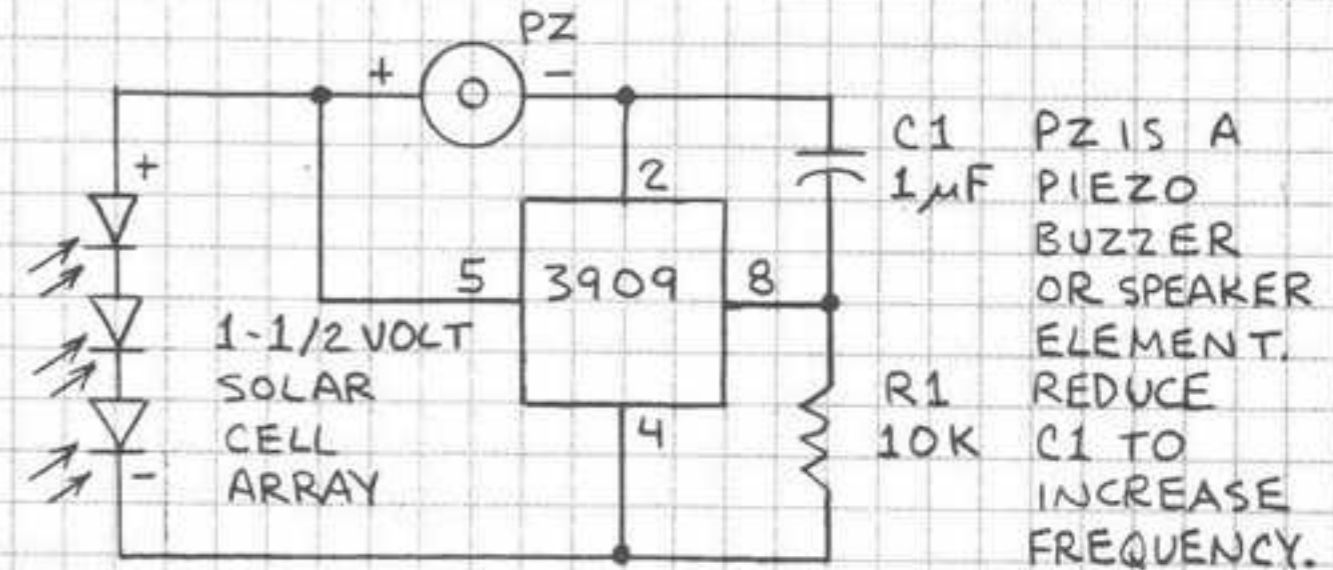 PZ
+
-
+
2
C1
1µF
5
3909
8
1-1/2 VOLT
SOLAR
CELL
ARRAY
-
4
R1
10K
PZ IS A
PIEZO
BUZZER
OR SPEAKER
ELEMENT.
REDUCE
C1 TO
INCREASE
FREQUENCY.